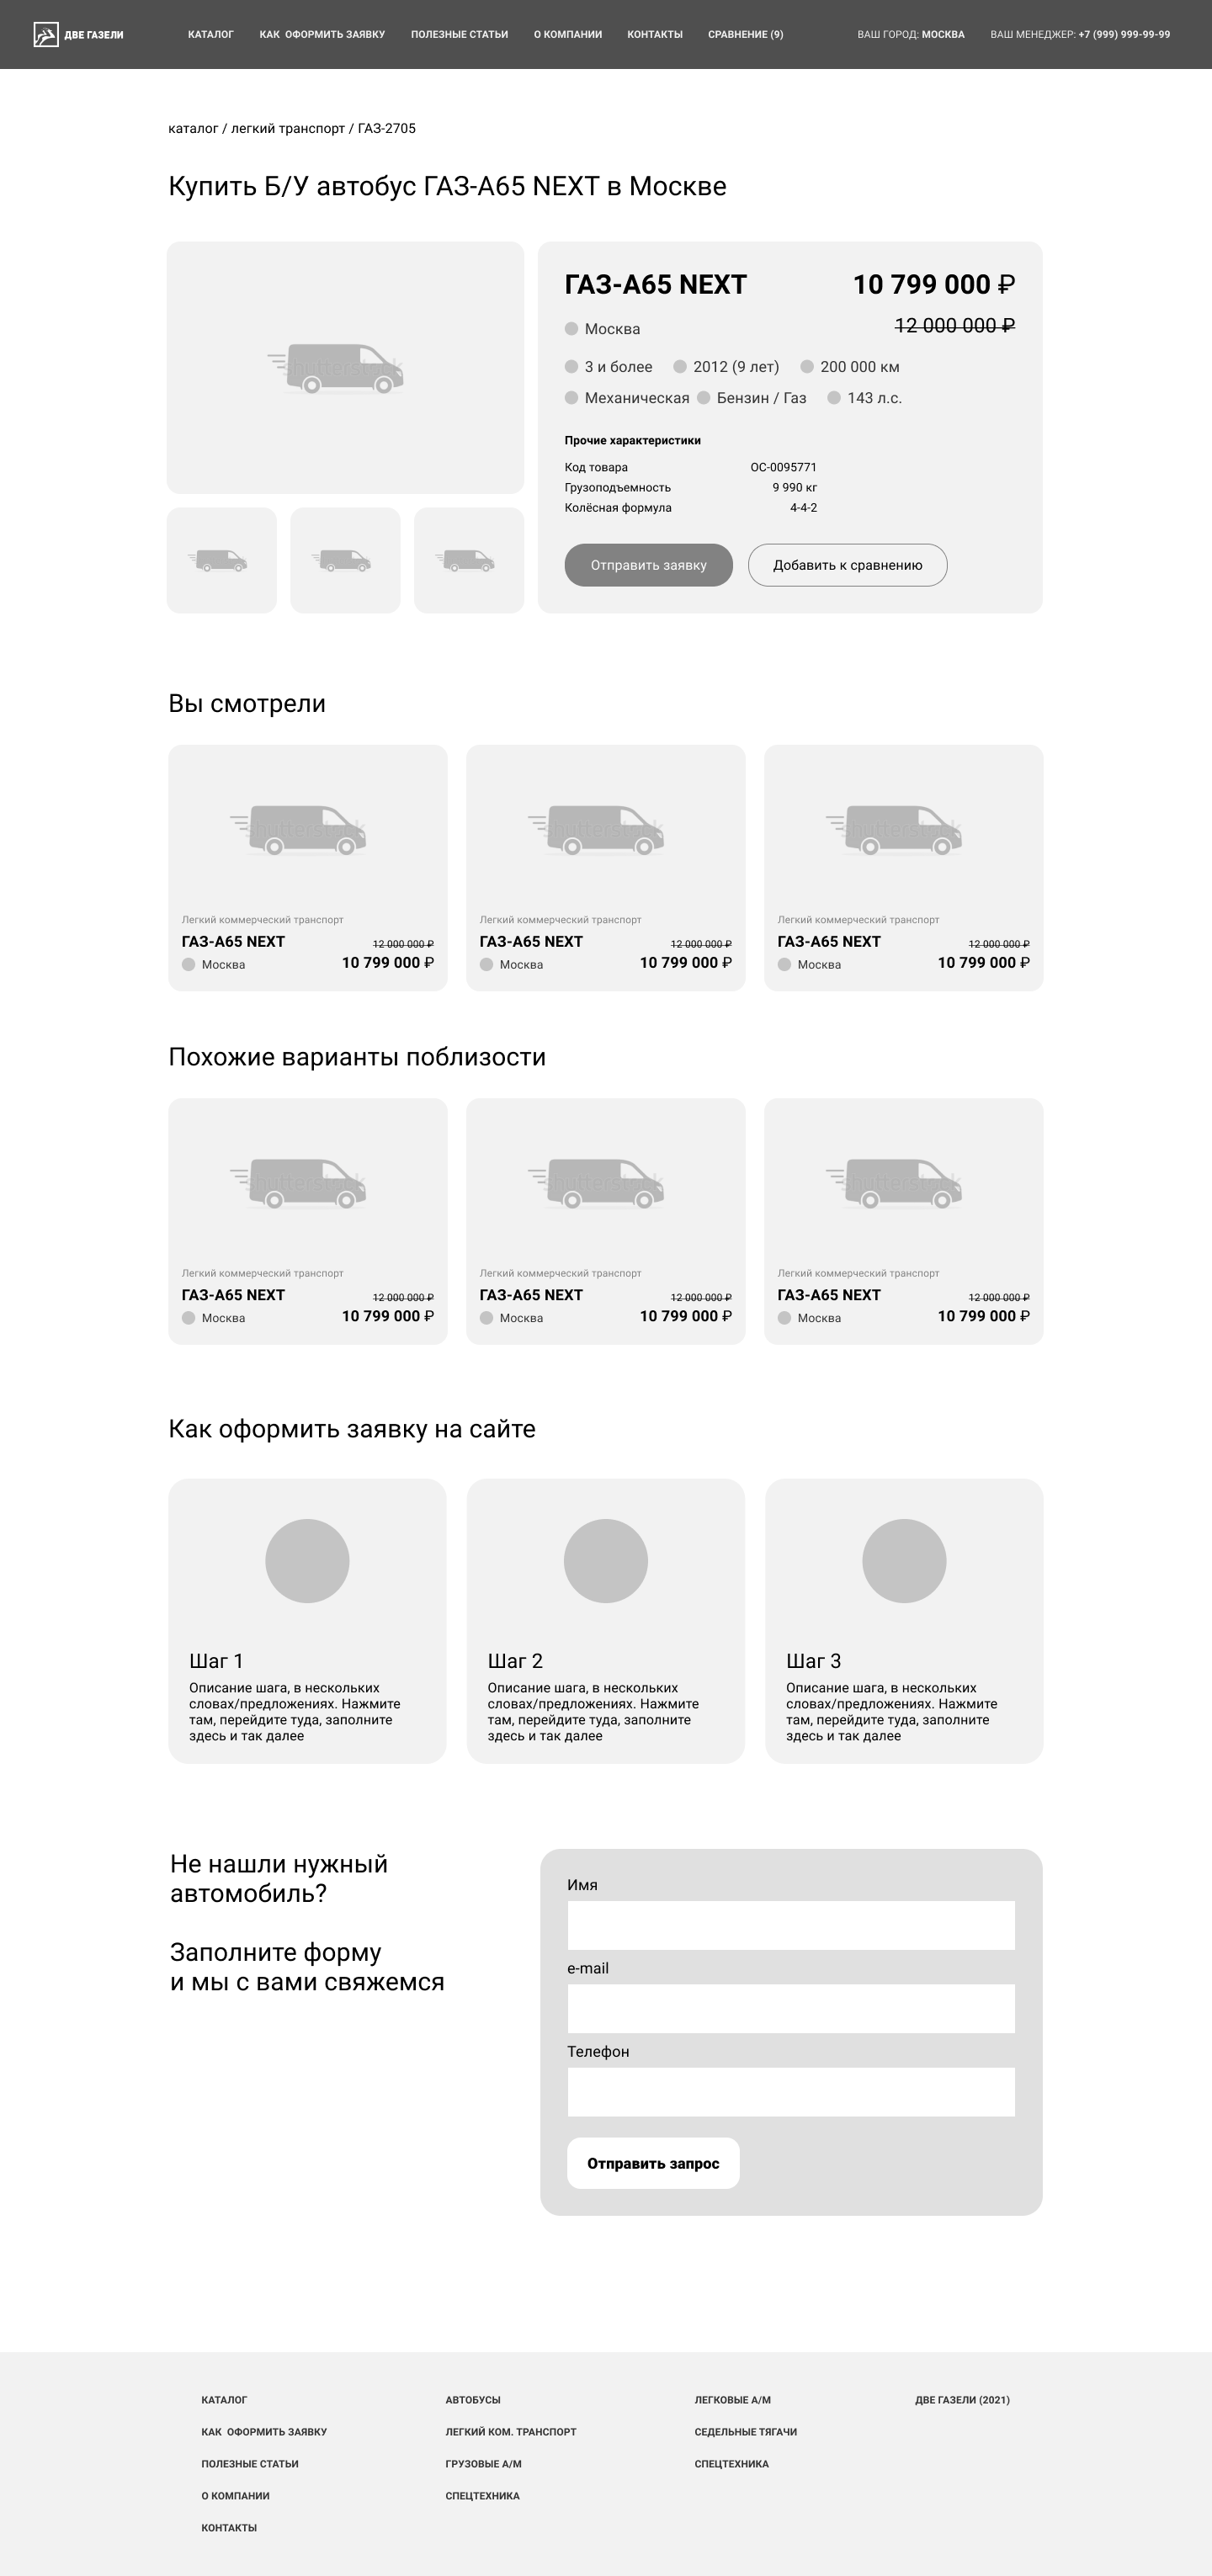 ДВЕ ГАЗЕЛИ КАТАЛОГ КАК ОФОРМИТЬ ЗАЯВКУ ПОЛЕЗНЫЕ СТАТЬИ О КОМПАНИИ КОНТАКТЫ СРАВНЕНИЕ (9) ВАШ ГОРОД: МОСКВА ВАШ МЕНЕДЖЕР: +7 (999) 999-99-99
каталог / легкий транспорт / ГАЗ-2705
Купить Б/У автобус ГАЗ-А65 NEXT в Москве
shutterstock
ГАЗ-А65 NEXT 10 799 000 ₽
Москва 12 000 000 ₽
3 и более 2012 (9 лет) 200 000 км
Механическая Бензин / Газ 143 л.с.
Прочие характеристики
Код товара ОС-0095771
Грузоподъемность 9 990 кг
Колёсная формула 4-4-2
Отправить заявку Добавить к сравнению
Вы смотрели
shutterstock shutterstock shutterstock
Легкий коммерческий транспорт Легкий коммерческий транспорт Легкий коммерческий транспорт
ГАЗ-А65 NEXT 12 000 000 ₽ ГАЗ-А65 NEXT 12 000 000 ₽ ГАЗ-А65 NEXT 12 000 000 ₽
Москва 10 799 000 ₽ Москва 10 799 000 ₽ Москва 10 799 000 ₽
Похожие варианты поблизости
shutterstock shutterstock shutterstock
Легкий коммерческий транспорт Легкий коммерческий транспорт Легкий коммерческий транспорт
ГАЗ-А65 NEXT 12 000 000 ₽ ГАЗ-А65 NEXT 12 000 000 ₽ ГАЗ-А65 NEXT 12 000 000 ₽
Москва 10 799 000 ₽ Москва 10 799 000 ₽ Москва 10 799 000 ₽
Как оформить заявку на сайте
Шаг 1
Описание шага, в нескольких
словах/предложениях. Нажмите
там, перейдите туда, заполните
здесь и так далее
Шаг 2
Описание шага, в нескольких
словах/предложениях. Нажмите
там, перейдите туда, заполните
здесь и так далее
Шаг 3
Описание шага, в нескольких
словах/предложениях. Нажмите
там, перейдите туда, заполните
здесь и так далее
Не нашли нужный
автомобиль?
Заполните форму
и мы с вами свяжемся
Имя
e-mail
Телефон
Отправить запрос
КАТАЛОГ
КАК ОФОРМИТЬ ЗАЯВКУ
ПОЛЕЗНЫЕ СТАТЬИ
О КОМПАНИИ
КОНТАКТЫ
АВТОБУСЫ
ЛЕГКИЙ КОМ. ТРАНСПОРТ
ГРУЗОВЫЕ А/М
СПЕЦТЕХНИКА
ЛЕГКОВЫЕ А/М
СЕДЕЛЬНЫЕ ТЯГАЧИ
СПЕЦТЕХНИКА
ДВЕ ГАЗЕЛИ (2021)